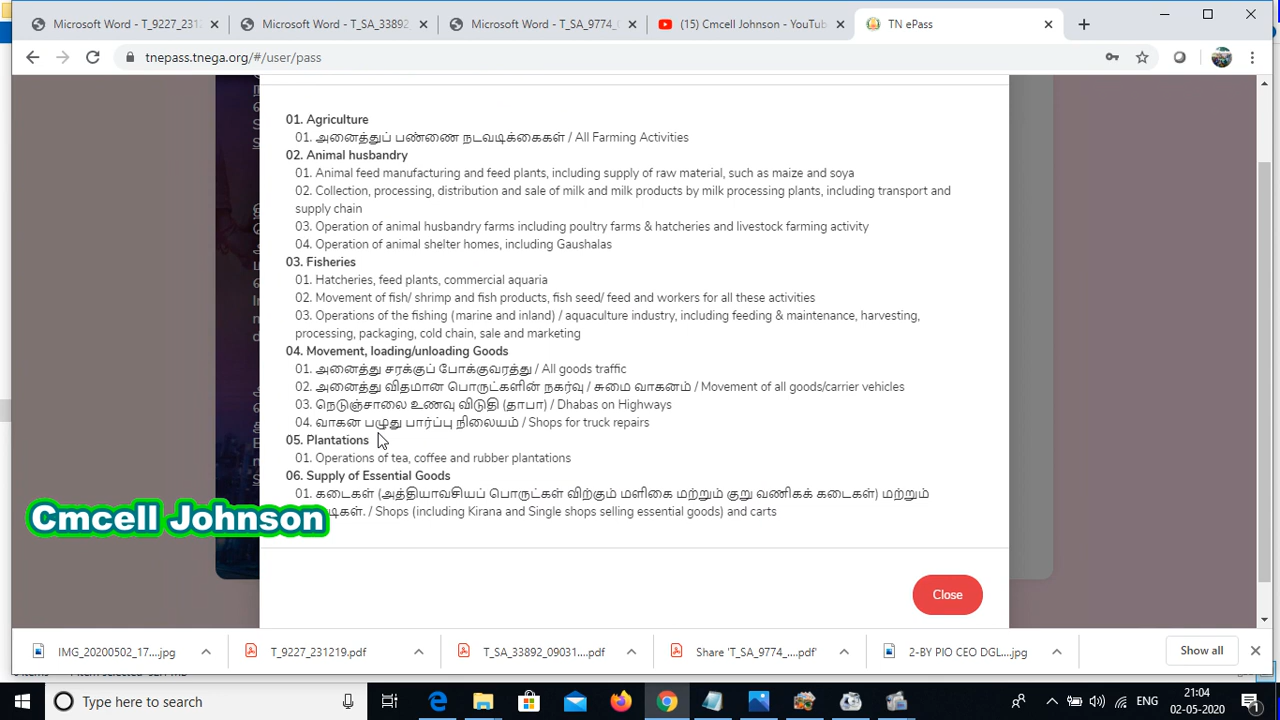 Microsoft Word - T_9227_231
Microsoft Word - T_SA_33892
Microsoft Word - T_SA_9774_
(15) Cmcell Johnson - YouTub
TN ePass
tnepass.tnega.org/#/user/pass
01. Agriculture
01. அனைத்துப் பண்ணை நடவடிக்கைகள் / All Farming Activities
02. Animal husbandry
01. Animal feed manufacturing and feed plants, including supply of raw material, such as maize and soya
02. Collection, processing, distribution and sale of milk and milk products by milk processing plants, including transport and
supply chain
03. Operation of animal husbandry farms including poultry farms & hatcheries and livestock farming activity
04. Operation of animal shelter homes, including Gaushalas
03. Fisheries
01. Hatcheries, feed plants, commercial aquaria
02. Movement of fish/ shrimp and fish products, fish seed/ feed and workers for all these activities
03. Operations of the fishing (marine and inland) / aquaculture industry, including feeding & maintenance, harvesting,
processing, packaging, cold chain, sale and marketing
04. Movement, loading/unloading Goods
01. அனைத்து சரக்குப் போக்குவரத்து / All goods traffic
02. அனைத்து விதமான பொருட்களின் நகர்வு / சுமை வாகனம் / Movement of all goods/carrier vehicles
03. நெடுஞ்சாலை உணவு விடுதி (தாபா) / Dhabas on Highways
04. வாகன பழுது பார்ப்பு நிலையம் / Shops for truck repairs
05. Plantations
01. Operations of tea, coffee and rubber plantations
06. Supply of Essential Goods
01. கடைகள் (அத்தியாவசியப் பொருட்கள் விற்கும் மளிகை மற்றும் குறு வணிகக் கடைகள்) மற்றும்
/ Shops (including Kirana and Single shops selling essential goods) and carts
Cmcell Johnson
Close
IMG_20200502_17....jpg
T_9227_231219.pdf
T_SA_33892_09031....pdf
Share 'T_SA_9774_....pdf'
2-BY PIO CEO DGL....jpg
Show all
Type here to search
ENG
21:04
02-05-2020